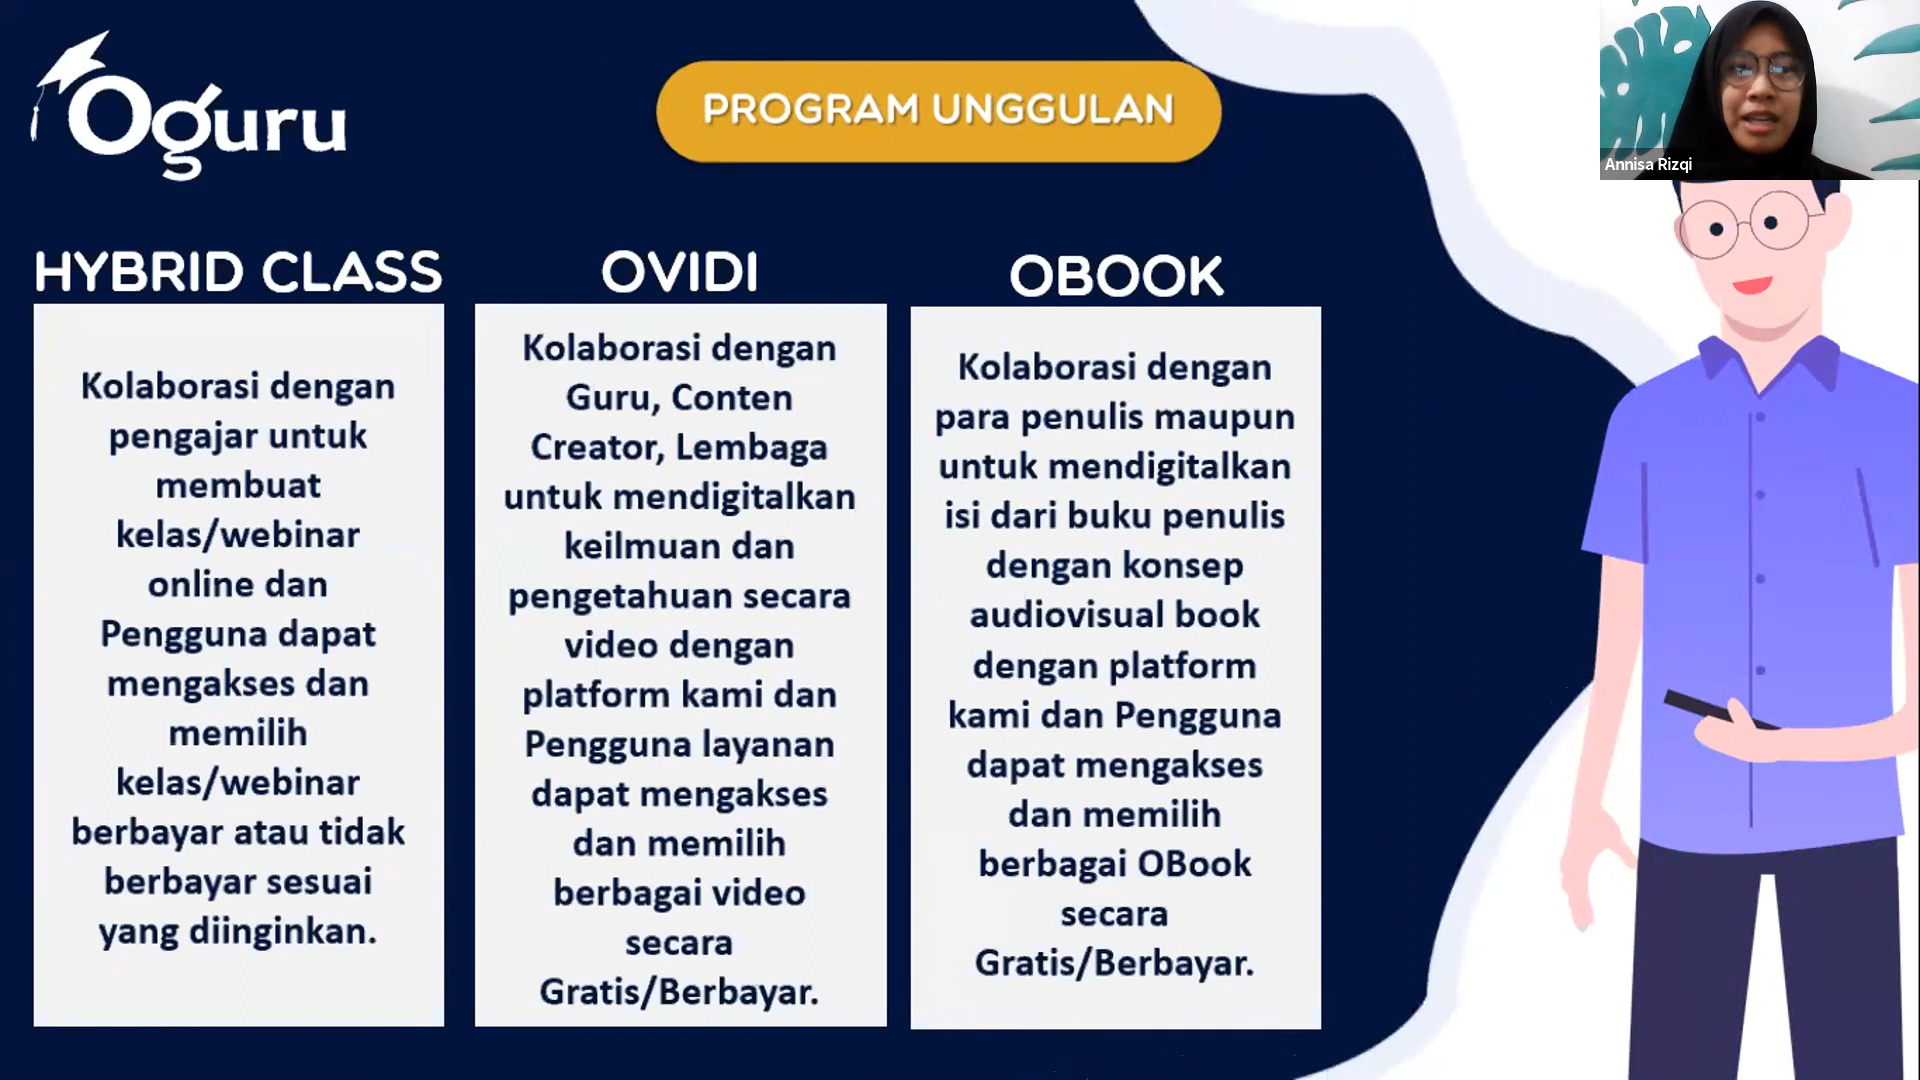 Oguru
PROGRAM UNGGULAN
Annisa Rizqi
HYBRID CLASS
Kolaborasi dengan
pengajar untuk
membuat
kelas/webinar
online dan
Pengguna dapat
mengakses dan
memilih
kelas/webinar
berbayar atau tidak
berbayar sesuai
yang diinginkan.
OVIDI
Kolaborasi dengan
Guru, Conten
Creator, Lembaga
untuk mendigitalkan
keilmuan dan
pengetahuan secara
video dengan
platform kami dan
Pengguna layanan
dapat mengakses
dan memilih
berbagai video
secara
Gratis/Berbayar.
OBOOK
Kolaborasi dengan
para penulis maupun
untuk mendigitalkan
isi dari buku penulis
dengan konsep
audiovisual book
dengan platform
kami dan Pengguna
dapat mengakses
dan memilih
berbagai OBook
secara
Gratis/Berbayar.